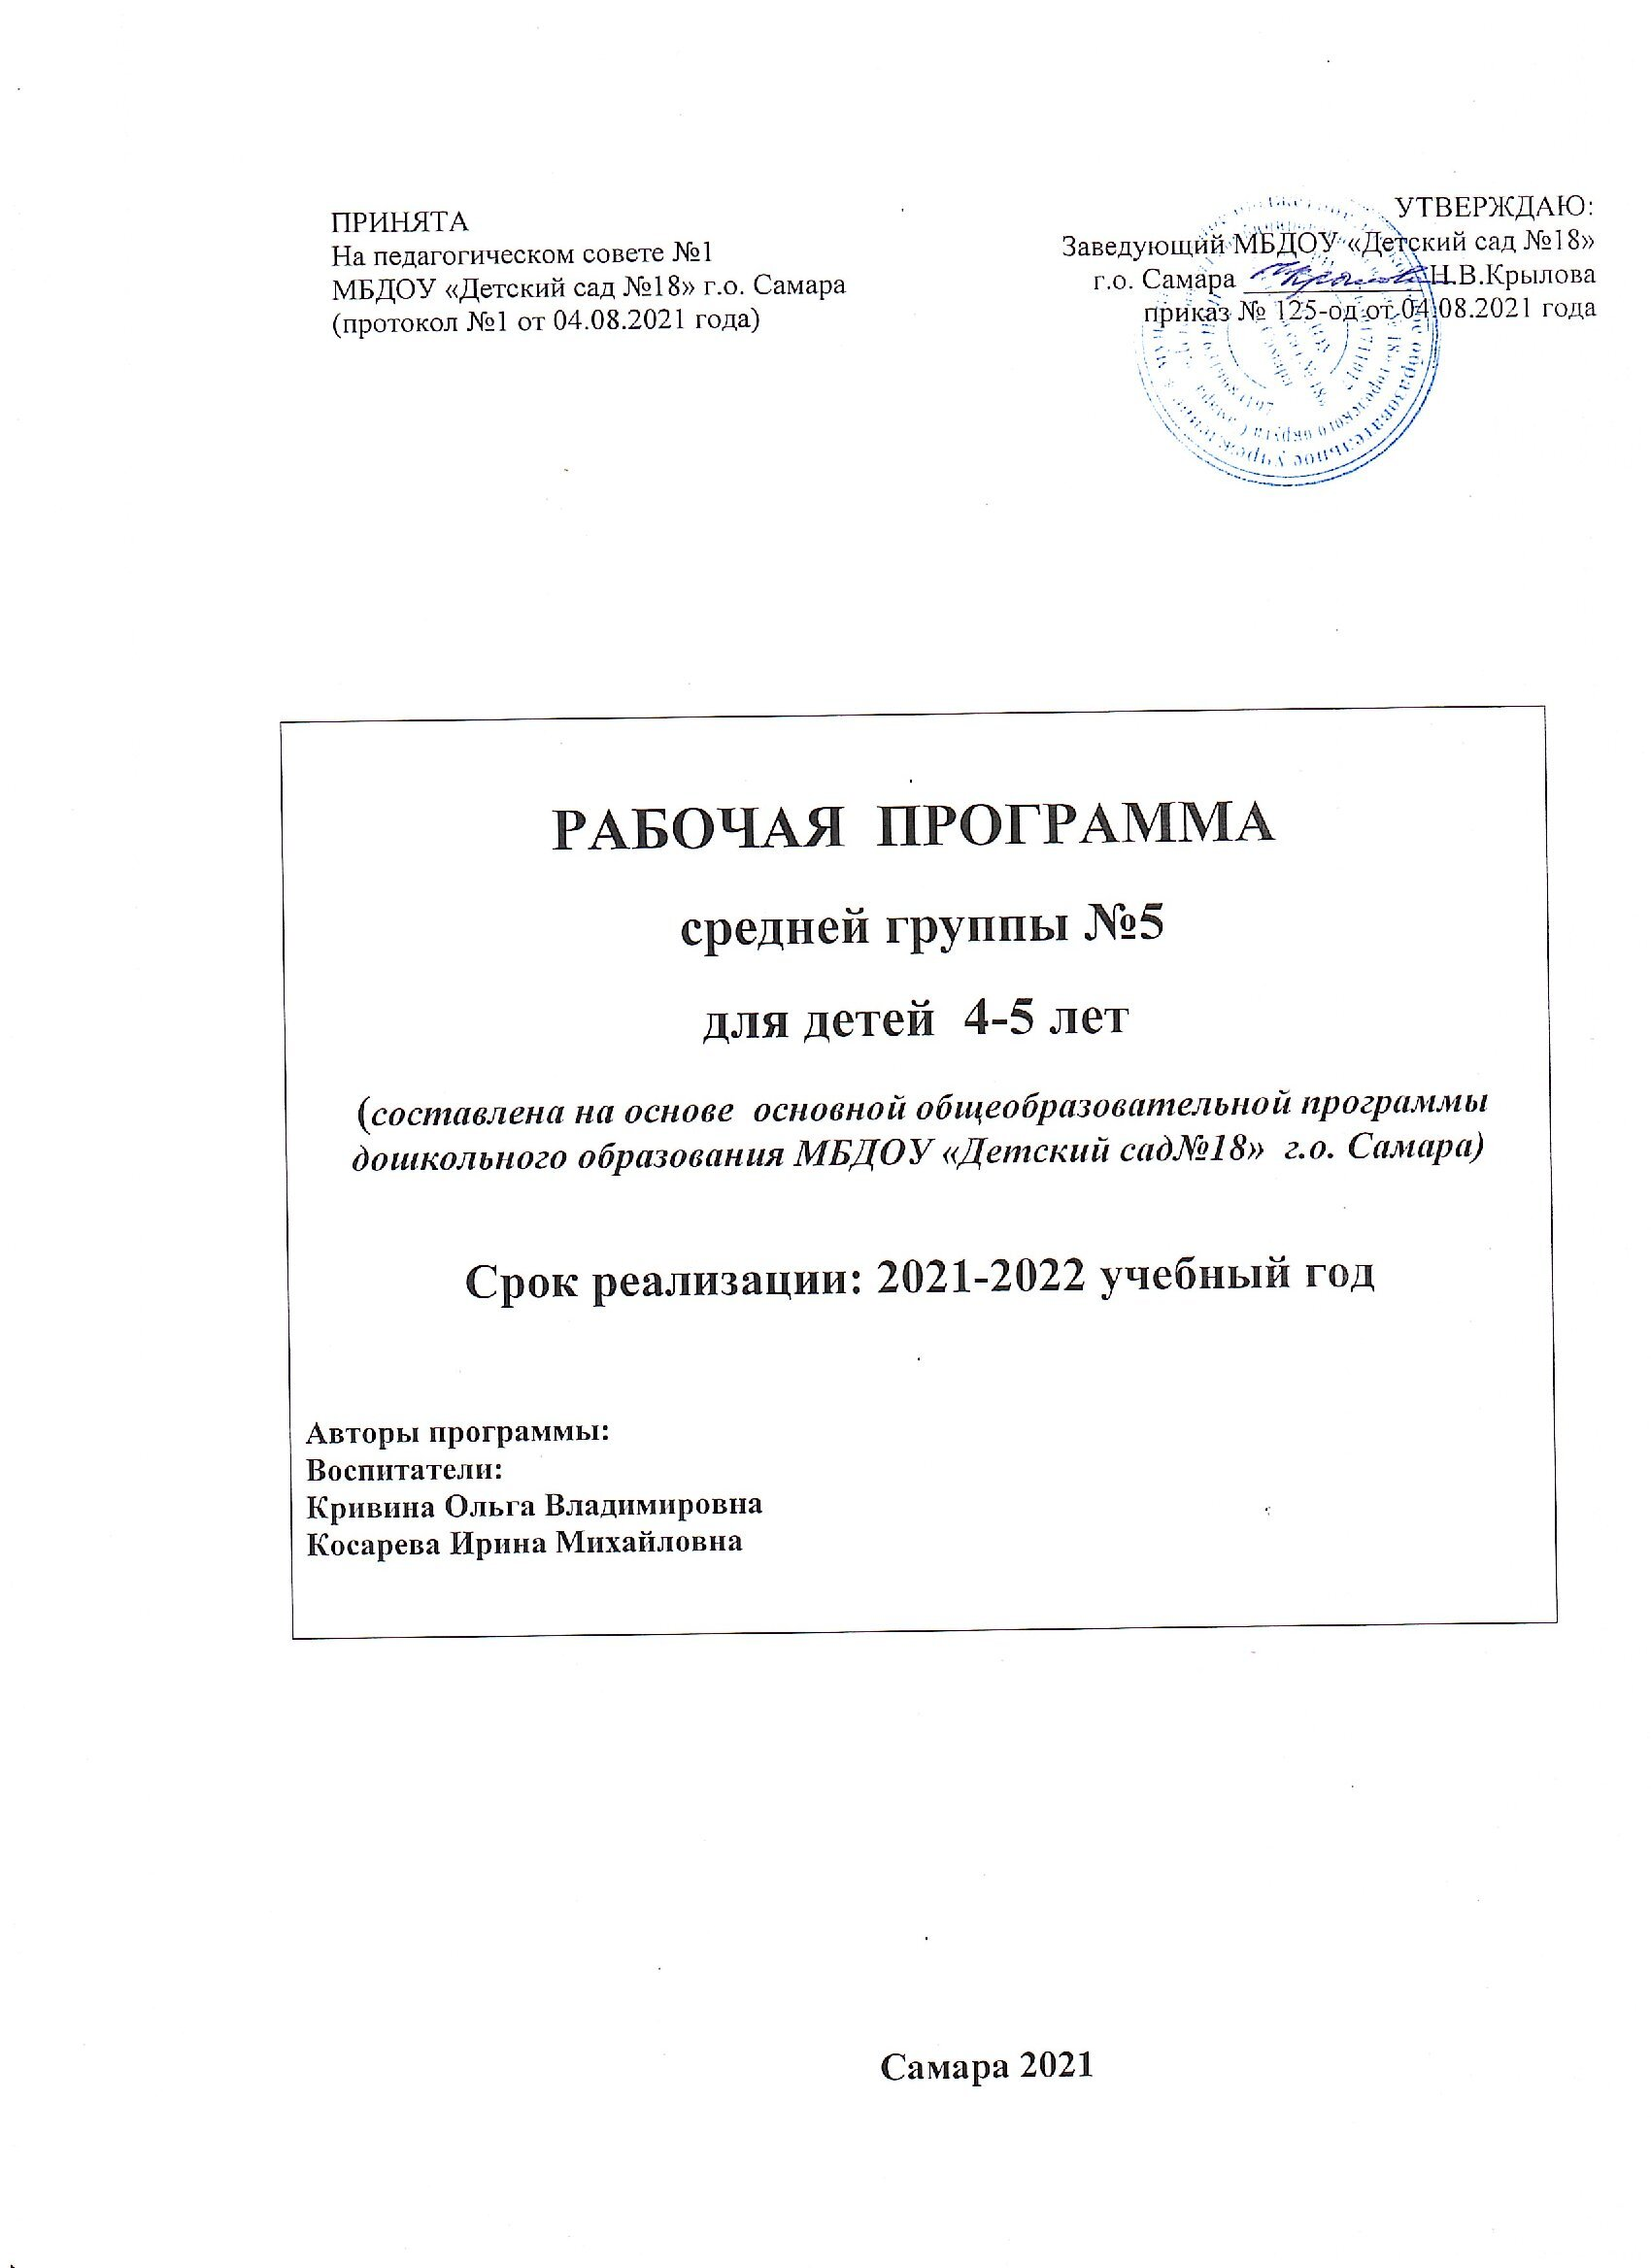 ПРИНЯТА
На педагогическом совете №1
МБДОУ «Детский сад №18» г.о. Самара
(протокол №1 от 04.08.2021 года)
УТВЕРЖДАЮ:
Заведующий МБДОУ «Детский сад №18»
г.о. Самара ______________Н.В.Крылова
приказ № 125-од от 04.08.2021 года
РАБОЧАЯ ПРОГРАММА
средней группы №5
для детей 4-5 лет
(составлена на основе основной общеобразовательной программы
дошкольного образования МБДОУ «Детский сад№18» г.о. Самара)
Срок реализации: 2021-2022 учебный год
Авторы программы:
Воспитатели:
Кривина Ольга Владимировна
Косарева Ирина Михайловна
Самара 2021